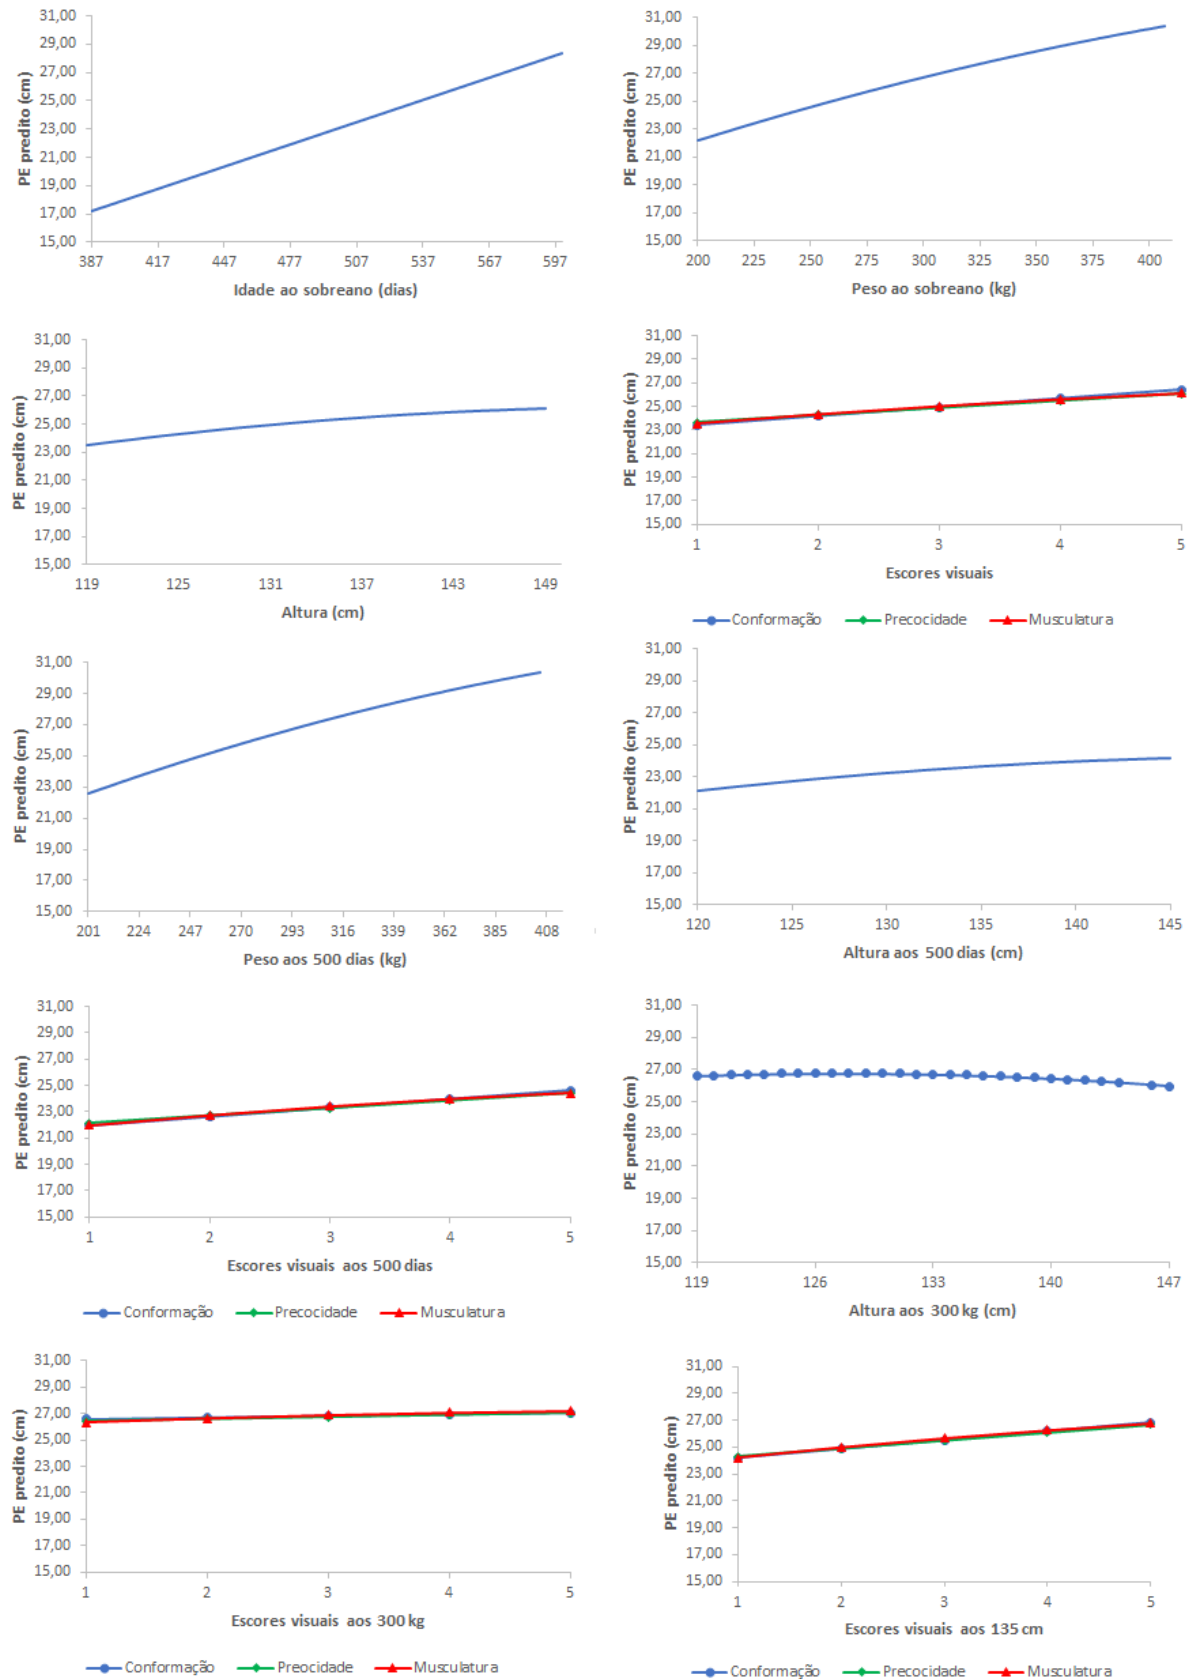 31,00
29,00
27,00
25,00
23,00
21,00
19,00
17,00
15,00
PE predito (cm)
387 417 447 477 507 537 567 597
Idade ao sobreano (dias)
31,00
29,00
27,00
25,00
23,00
21,00
19,00
17,00
15,00
PE predito (cm)
200 225 250 275 300 325 350 375 400
Peso ao sobreano (kg)
31,00
29,00
27,00
25,00
23,00
21,00
19,00
17,00
15,00
PE predito (cm)
119 125 131 137 143 149
Altura (cm)
31,00
29,00
27,00
25,00
23,00
21,00
19,00
17,00
15,00
PE predito (cm)
1 2 3 4 5
Escores visuais
Conformação Precocidade Musculatura
31,00
29,00
27,00
25,00
23,00
21,00
19,00
17,00
15,00
PE predito (cm)
201 224 247 270 293 316 339 362 385 408
Peso aos 500 dias (kg)
31,00
29,00
27,00
25,00
23,00
21,00
19,00
17,00
15,00
PE predito (cm)
120 125 130 135 140 145
Altura aos 500 dias (cm)
31,00
29,00
27,00
25,00
23,00
21,00
19,00
17,00
15,00
PE predito (cm)
1 2 3 4 5
Escores visuais aos 500 dias
Conformação Precocidade Musculatura
31,00
29,00
27,00
25,00
23,00
21,00
19,00
17,00
15,00
PE predito (cm)
119 126 133 140 147
Altura aos 300 kg (cm)
31,00
29,00
27,00
25,00
23,00
21,00
19,00
17,00
15,00
PE predito (cm)
1 2 3 4 5
Escores visuais aos 300 kg
Conformação Preocidade Musculatura
31,00
29,00
27,00
25,00
23,00
21,00
19,00
17,00
15,00
PE predito (cm)
1 2 3 4 5
Escores visuais aos 135 cm
Conformação Precocidade Musculatura